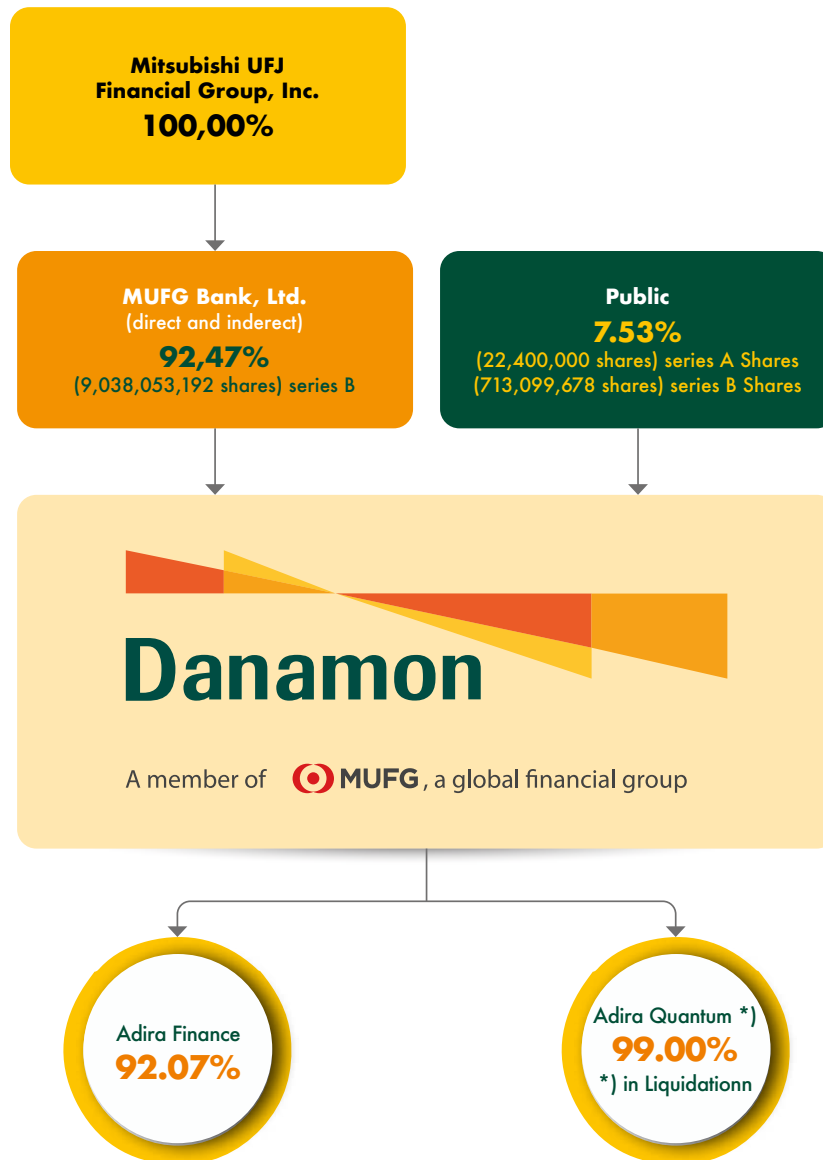 Mitsubishi UFJ
Financial Group, Inc.
100,00%
MUFG Bank, Ltd.
(direct and inderect)
92,47%
(9,038,053,192 shares) series B
Public
7.53%
(22,400,000 shares) series A Shares
(713,099,678 shares) series B Shares
Danamon
A member of MUFG, a global financial group
Adira Finance
92.07%
Adira Quantum *)
99.00%
*) in Liquidationn